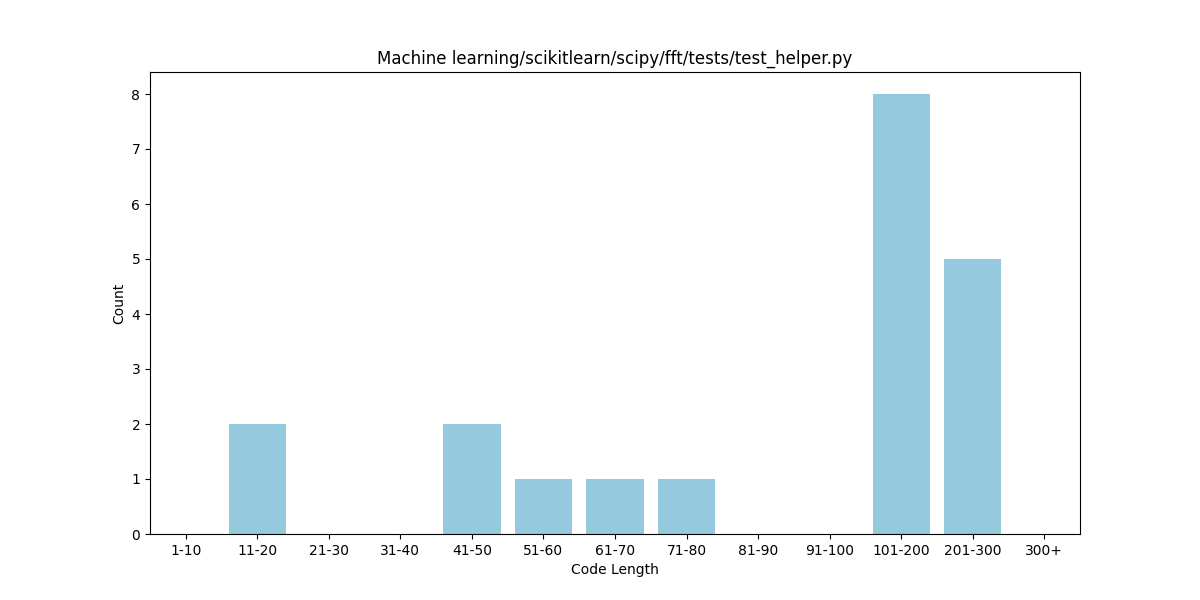 Machine learning/scikitlearn/scipy/fft/tests/test_helper.py
8
7
6
5
4
3
2
1
0
Count
1-10 11-20 21-30 31-40 41-50 51-60 61-70 71-80 81-90 91-100 101-200 201-300 300+
Code Length